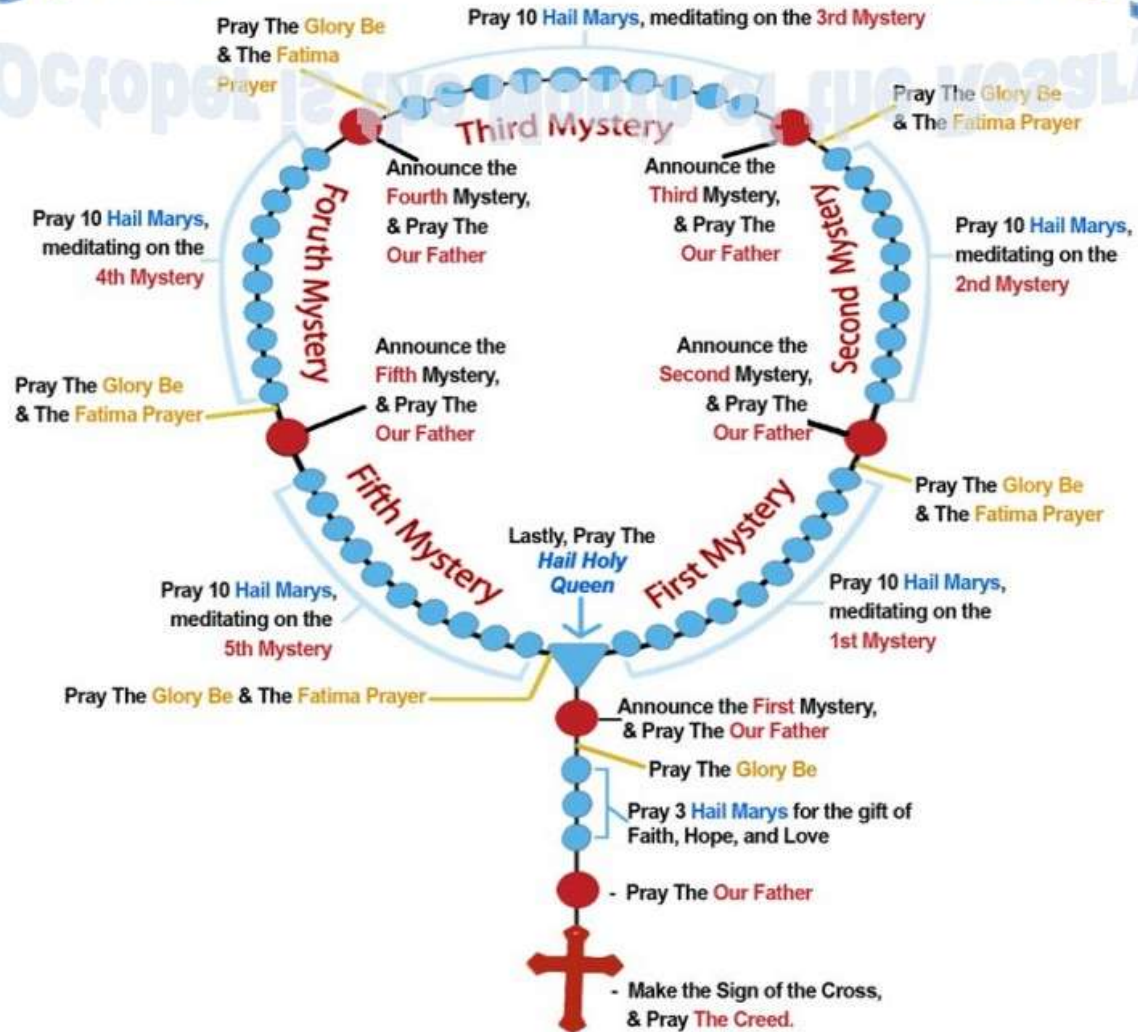 Pray 10 Hail Marys, meditating on the 3rd Mystery
Pray The Glory Be
& The Fatima
Prayer
October is the Month of the Rosary
Pray The Glory Be
& The Fatima Prayer
Third Mystery
Announce the
Fourth Mystery,
& Pray The
Our Father
Announce the
Third Mystery,
& Pray The
Our Father
Pray 10 Hail Marys,
meditating on the
4th Mystery
Foruth Mystery
Second Mystery
Pray 10 Hail Marys,
meditating on the
2nd Mystery
Announce the
Fifth Mystery,
& Pray The
Our Father
Announce the
Second Mystery,
& Pray The
Our Father
Pray The Glory Be
& The Fatima Prayer
Pray The Glory Be
& The Fatima Prayer
Fifth Mystery
First Mystery
Lastly, Pray The
Hail Holy
Queen
Pray 10 Hail Marys,
meditating on the
5th Mystery
Pray 10 Hail Marys,
meditating on the
1st Mystery
Pray The Glory Be & The Fatima Prayer
Announce the First Mystery,
& Pray The Our Father
Pray The Glory Be
Pray 3 Hail Marys for the gift of
Faith, Hope, and Love
- Pray The Our Father
- Make the Sign of the Cross,
& Pray The Creed.